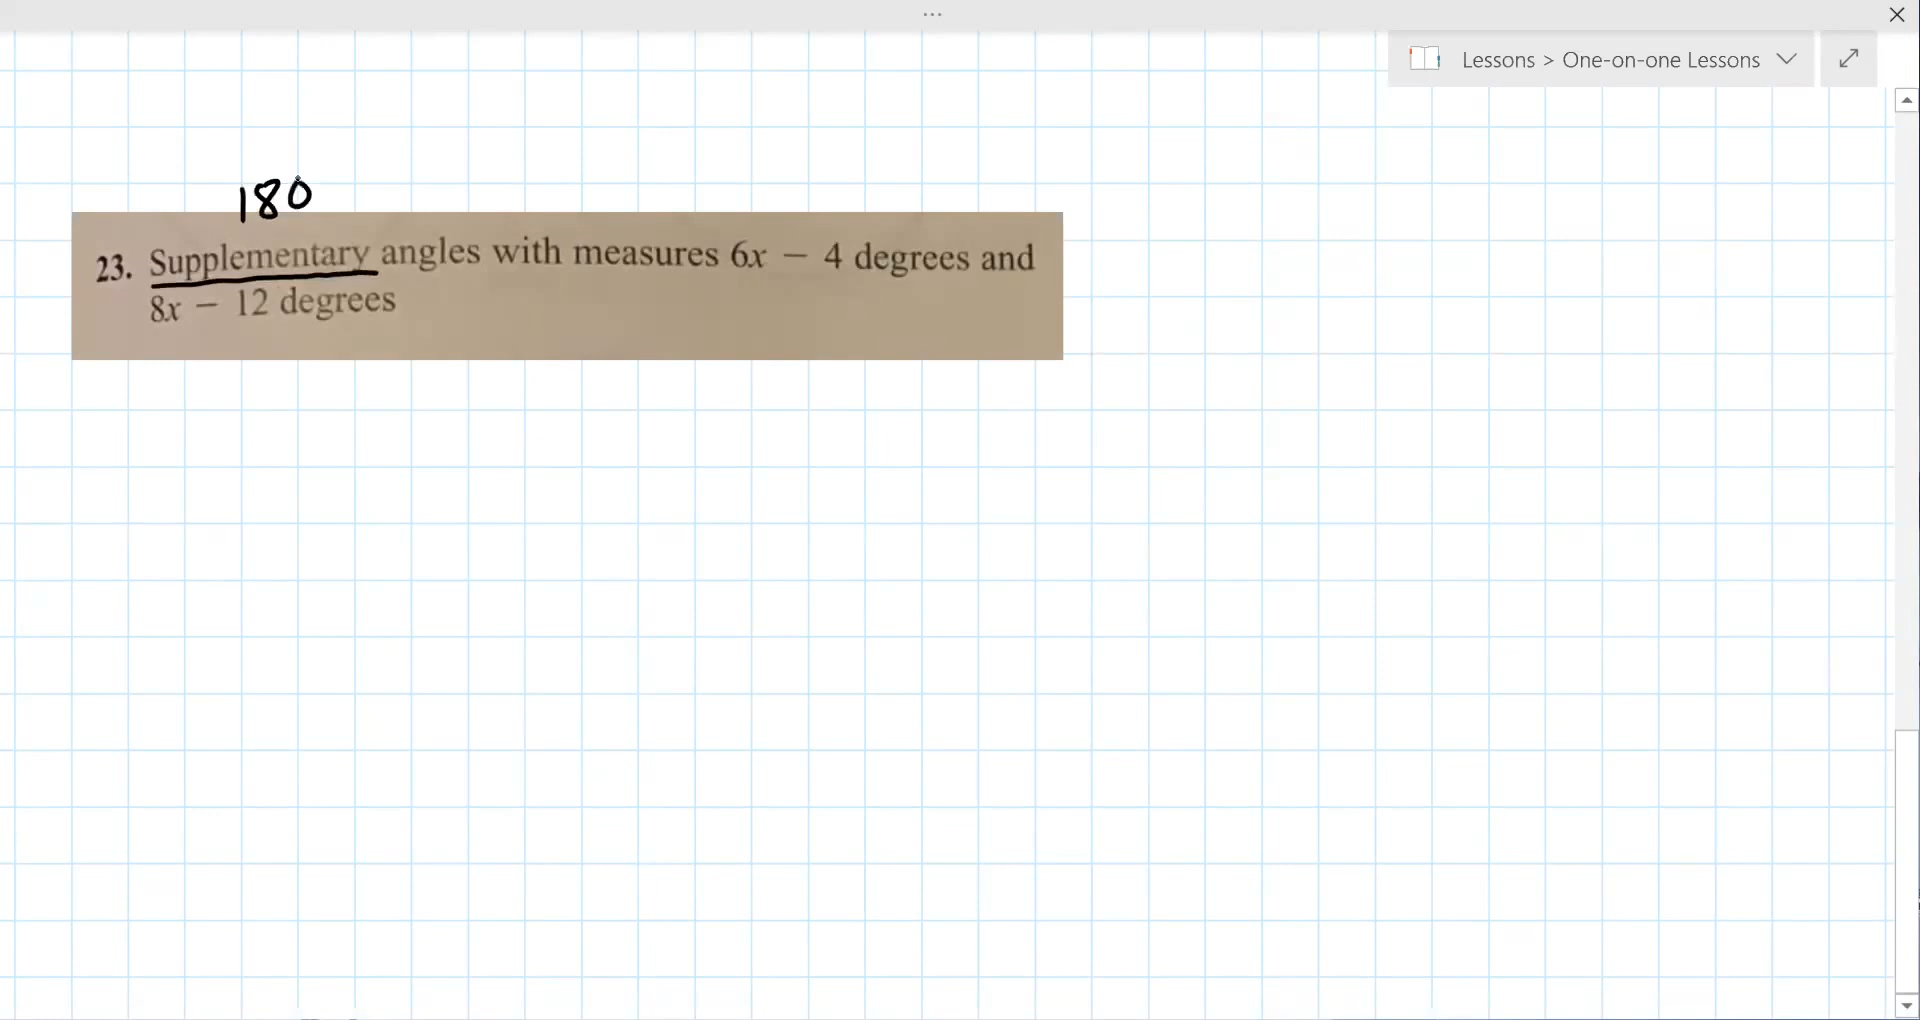 ...
Lessons > One-on-one Lessons
180
23. Supplementary angles with measures 6x − 4 degrees and
8x − 12 degrees